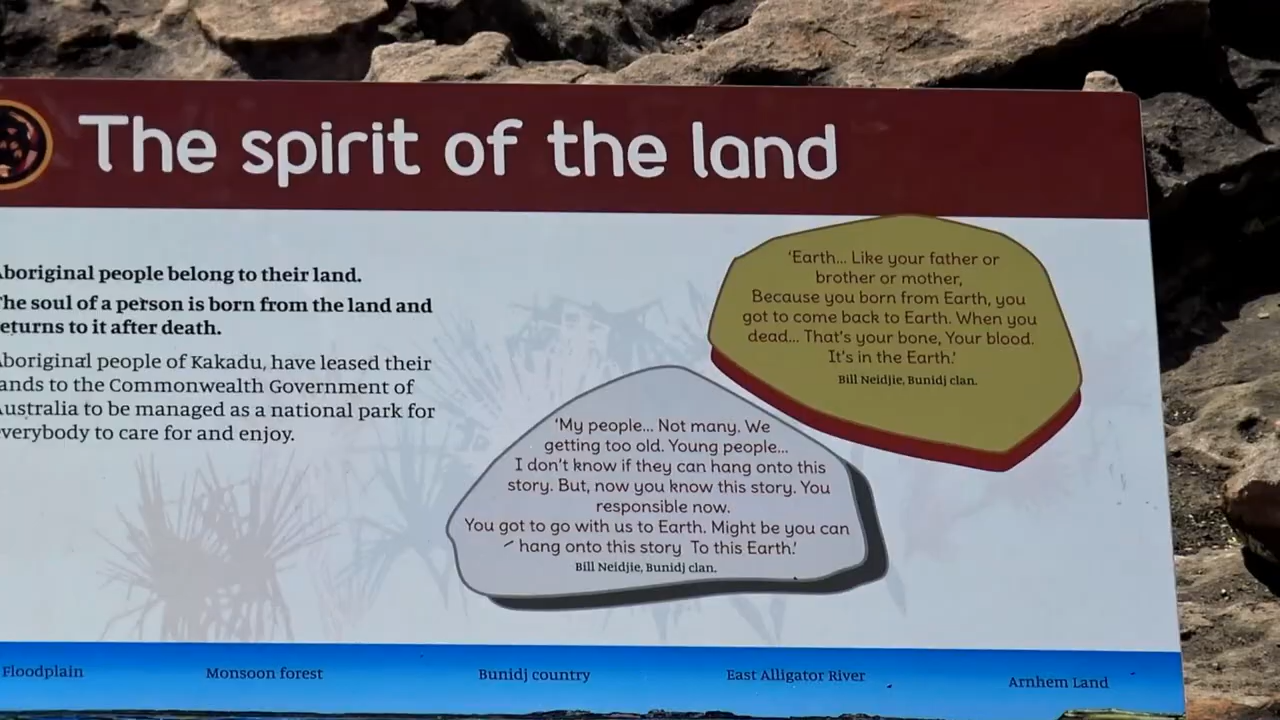 The spirit of the land
Aboriginal people belong to their land.
The soul of a person is born from the land and
returns to it after death.
Aboriginal people of Kakadu, have leased their
lands to the Commonwealth Government of
Australia to be managed as a national park for
everybody to care for and enjoy.
'Earth... Like your father or
brother or mother,
Because you born from Earth, you
got to come back to Earth. When you
dead... That's your bone, Your blood.
It's in the Earth.'
Bill Neidjie, Bunidj clan.
'My people... Not many. We
getting too old. Young people...
I don't know if they can hang onto this
story. But, now you know this story. You
responsible now.
You got to go with us to Earth. Might be you can
hang onto this story To this Earth.'
Bill Neidjie, Bunidj clan.
Floodplain
Monsoon forest
Bunidj country
East Alligator River
Arnhem Land